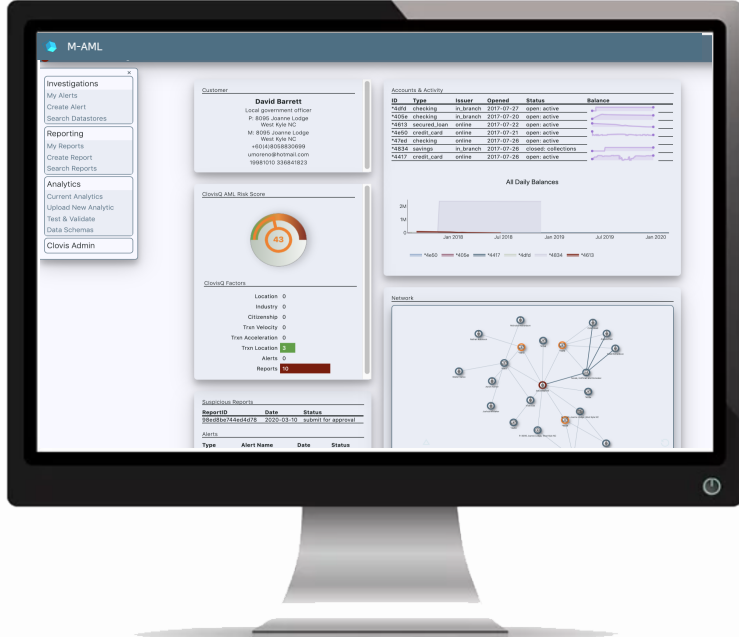 M-AML
×
Investigations
My Alerts
Create Alert
Search Datastores
Reporting
My Reports
Create Report
Search Reports
Analytics
Current Analytics
Upload New Analytic
Test & Validate
Data Schemas
Clovis Admin
Customer
David Barrett
Local government officer
P: 8095 Joanne Lodge
West Kyle NC
M: 8095 Joanne Lodge
West Kyle NC
+60(4)8058830699
umoreno@hotmail.com
19981010 336841823
ClovisQ AML Risk Score
43
ClovisQ Factors
Location 0
Industry 0
Citizenship 0
Trxn Velocity 0
Trxn Acceleration 0
Trxn Location 3
Alerts 0
Reports 10
Suspicious Reports
ReportID Date Status
98ed8be744ed4d78 2020-03-10 submit for approval
Alerts
Type Alert Name Date Status
Accounts & Activity
ID Type Issuer Opened Status Balance
*4dfd checking in_branch 2017-07-27 open: active
*405e checking in_branch 2017-07-20 open: active
*4613 secured_loan online 2017-07-22 open: active
*4e50 credit_card online 2017-07-21 open: active
*47ed checking online 2017-07-26 open: active
*4834 savings in_branch 2017-07-26 closed: collections
*4417 credit_card online 2017-07-26 open: active
All Daily Balances
2M
1M
0
Jan 2018 Jul 2018 Jan 2019 Jul 2019 Jan 2020
*4e50 *405e *4417 *4dfd *4834 *4613
Network